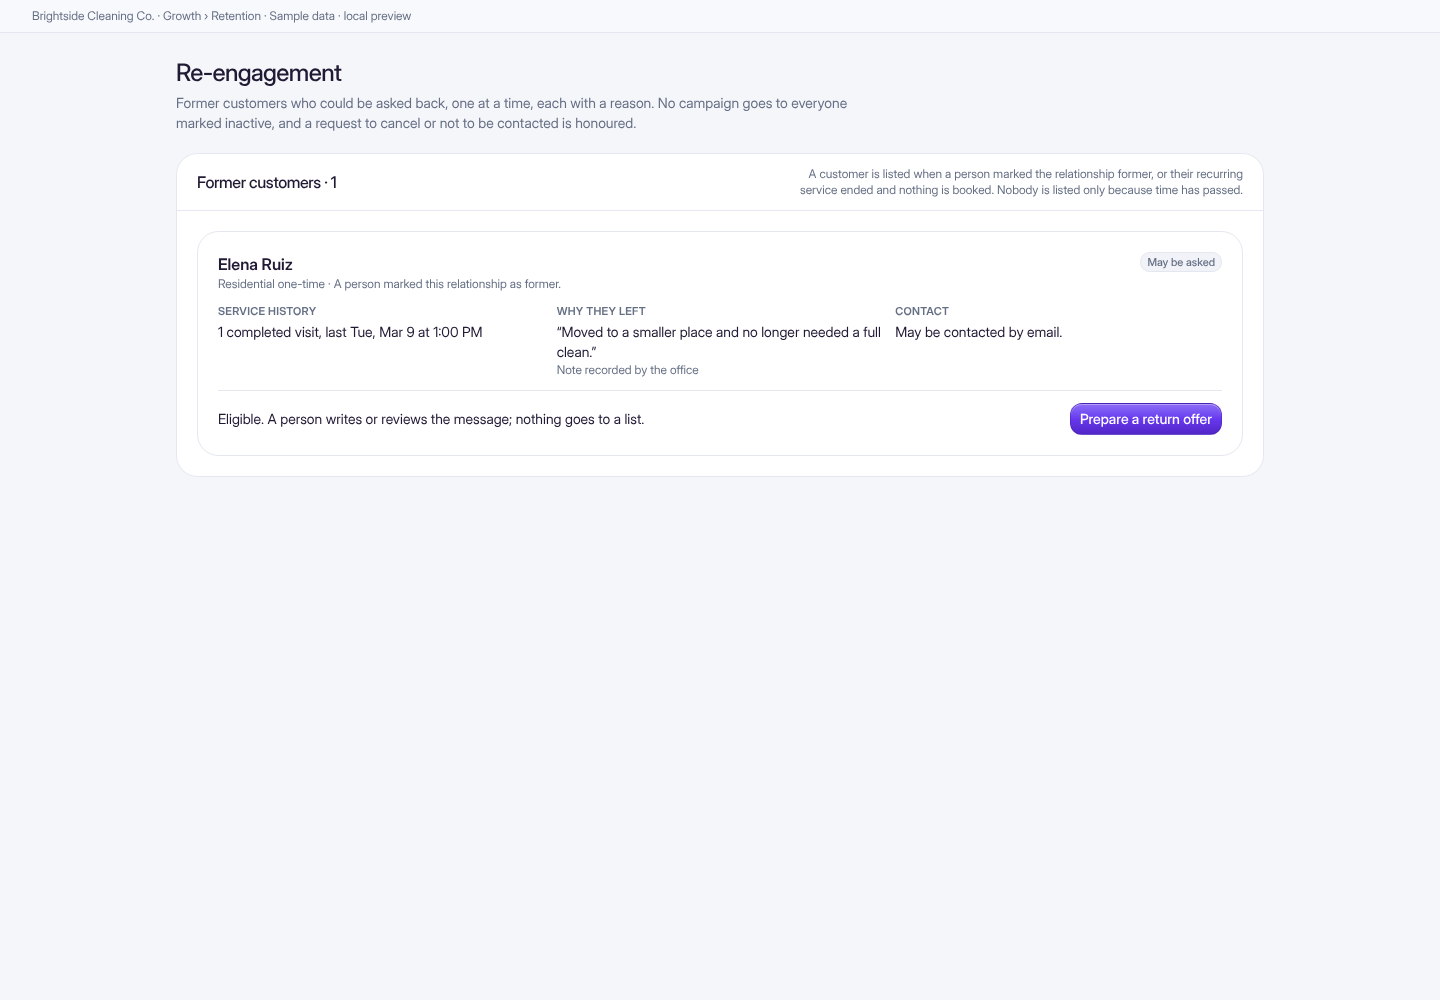 Brightside Cleaning Co. · Growth › Retention · Sample data · local preview
Re-engagement
Former customers who could be asked back, one at a time, each with a reason. No campaign goes to everyone
marked inactive, and a request to cancel or not to be contacted is honoured.
Former customers · 1
A customer is listed when a person marked the relationship former, or their recurring
service ended and nothing is booked. Nobody is listed only because time has passed.
Elena Ruiz
May be asked
Residential one-time · A person marked this relationship as former.
SERVICE HISTORY
1 completed visit, last Tue, Mar 9 at 1:00 PM
WHY THEY LEFT
“Moved to a smaller place and no longer needed a full
clean.”
Note recorded by the office
CONTACT
May be contacted by email.
Eligible. A person writes or reviews the message; nothing goes to a list.
Prepare a return offer